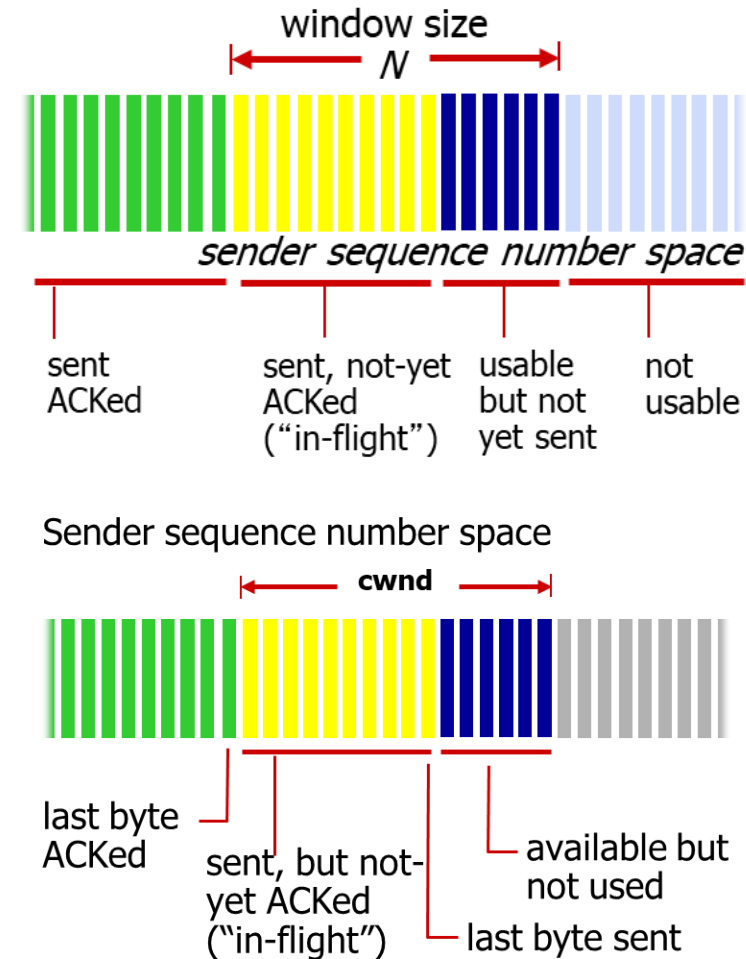 window size
N
sender sequence number space
sent
ACKed
sent, not-yet
ACKed
(“in-flight”)
usable
but not
yet sent
not
usable
Sender sequence number space
cwnd
last byte
ACKed
sent, but not-
yet ACKed
(“in-flight”)
available but
not used
last byte sent